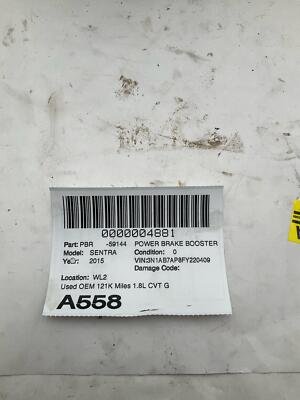 0000004881
Part: PBR -59144 POWER BRAKE BOOSTER
Model: SENTRA Condition: 0
Year: 2015 VIN:3N1AB7AP8FY220409
Damage Code:
Location: WL2
Used OEM 121K Miles 1.8L CVT G
A558